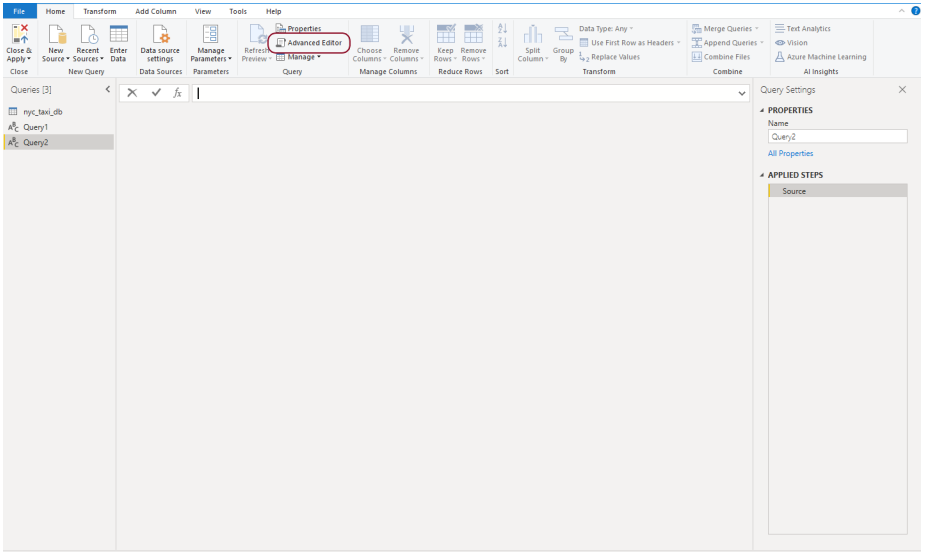 File Home Transform Add Column View Tools Help
Close & Apply
New Source
Recent Sources
Enter Data
Data source settings
Manage Parameters
Refresh Preview
Properties
Advanced Editor
Manage
Choose Columns
Remove Columns
Keep Rows
Remove Rows
Split Column
Group By
Data Type: Any
Use First Row as Headers
Replace Values
Merge Queries
Append Queries
Combine Files
Text Analytics
Vision
Azure Machine Learning
Close New Query Data Sources Parameters Query Manage Columns Reduce Rows Sort Transform Combine AI Insights
Queries [3]
nyc_taxi_db
Query1
Query2
fx
Query Settings
PROPERTIES
Name
Query2
All Properties
APPLIED STEPS
Source